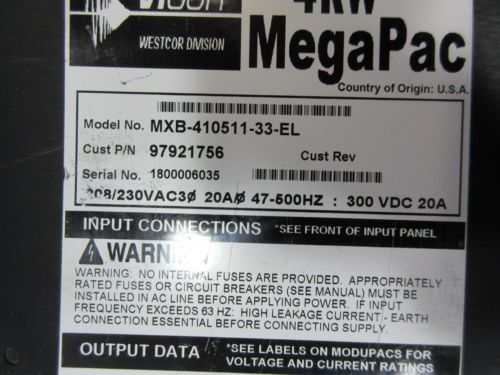 4KW
WESTCOR DIVISION
MegaPac
Country of Origin: U.S.A.
Model No. MXB-410511-33-EL
Cust P/N 97921756 Cust Rev
Serial No. 1800006035
208/230VAC3Ø 20A/Ø 47-500HZ : 300 VDC 20A
INPUT CONNECTIONS *SEE FRONT OF INPUT PANEL
WARNING
WARNING: NO INTERNAL FUSES ARE PROVIDED. APPROPRIATELY
RATED FUSES OR CIRCUIT BREAKERS (SEE MANUAL) MUST BE
INSTALLED IN AC LINE BEFORE APPLYING POWER. IF INPUT
FREQUENCY EXCEEDS 63 HZ: HIGH LEAKAGE CURRENT - EARTH
CONNECTION ESSENTIAL BEFORE CONNECTING SUPPLY.
OUTPUT DATA *SEE LABELS ON MODUPACS FOR
VOLTAGE AND CURRENT RATINGS